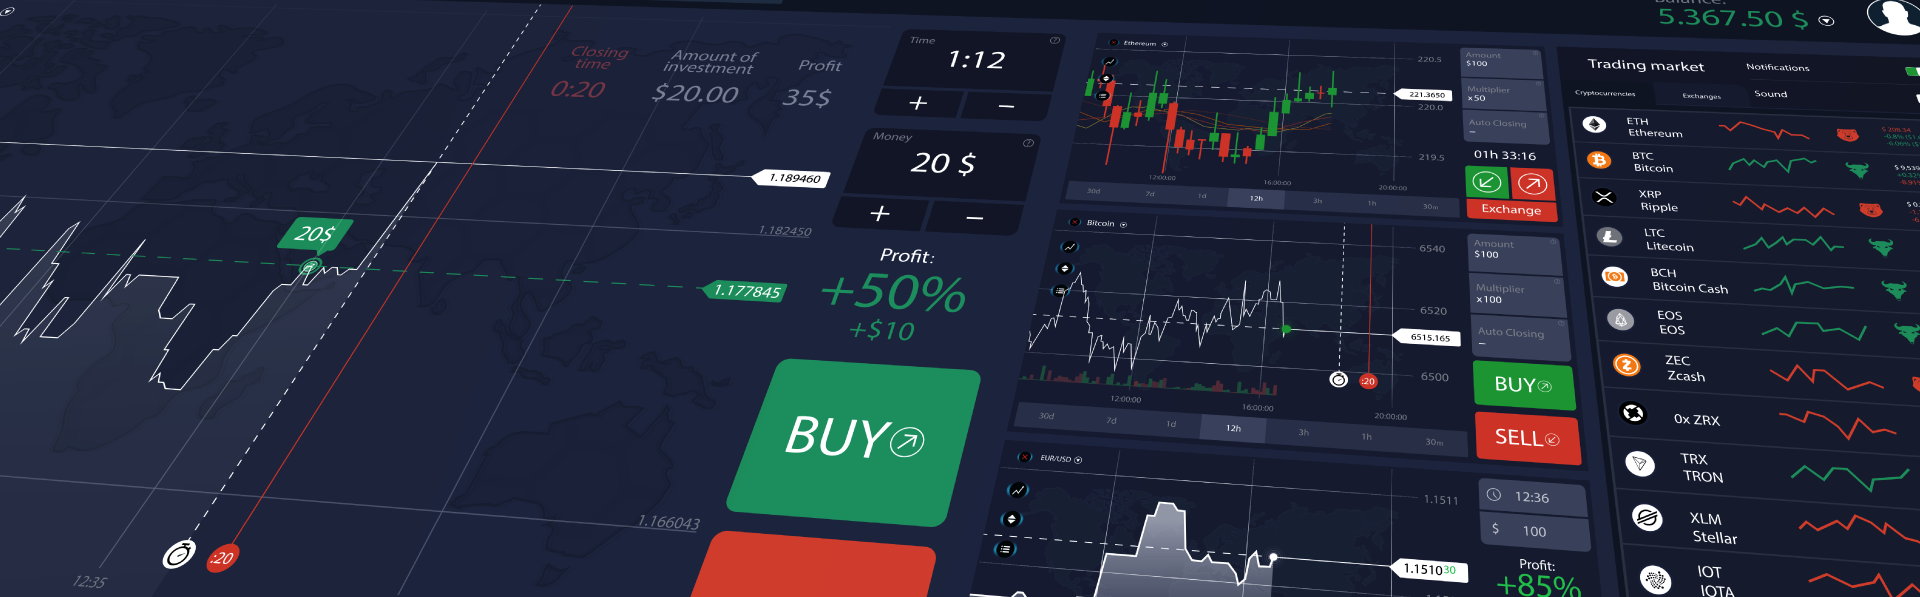 5.367.50 $
Closing
time
0:20
Amount of
investment
$20.00
Profit
35$
Time
1:12
+ −
Money
20 $
+ −
1.189460
1.182450
20$
1.177845
Profit:
+50%
+$10
BUY
1.166043
:20
12:35
Ethereum
220.5
221.3650
220.0
219.5
12:00:00
16:00:00
20:00:00
30d 7d 1d 12h 3h 1h 30m
Amount
$100
Multiplier
x50
Auto Closing
–
01h 33:16
Exchange
Bitcoin
6540
6520
6515.165
6500
:20
12:00:00
16:00:00
20:00:00
30d 7d 1d 12h 3h 1h 30m
Amount
$100
Multiplier
x100
Auto Closing
–
BUY
SELL
EUR/USD
1.1511
1.151030
12:36
$ 100
Profit:
+85%
Trading market
Notifications
Cryptocurrencies
Exchanges
Sound
ETH
Ethereum
BTC
Bitcoin
XRP
Ripple
LTC
Litecoin
BCH
Bitcoin Cash
EOS
EOS
ZEC
Zcash
0x ZRX
TRX
TRON
XLM
Stellar
IOT
IOTA